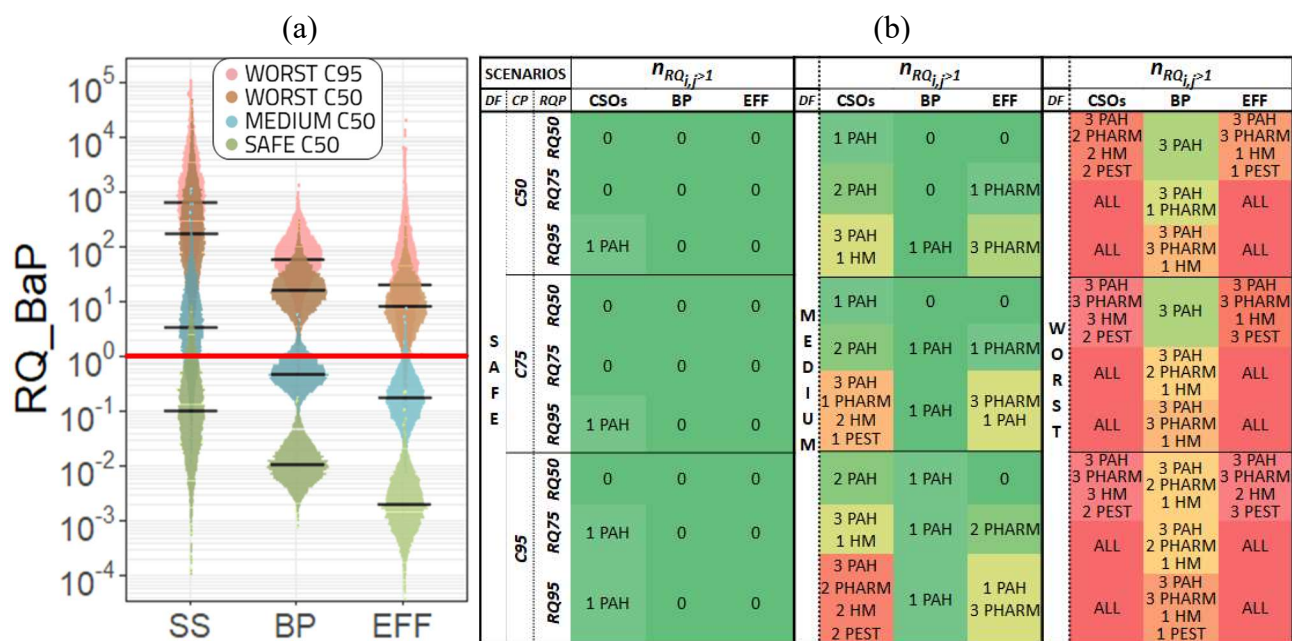 (a)
(b)
RQ_BaP
10^5
10^4
10^3
10^2
10^1
10^0
10^-1
10^-2
10^-3
10^-4
WORST C95
WORST C50
MEDIUM C50
SAFE C50
SS BP EFF
SCENARIOS n_RQi,j>1 DF n_RQi,j>1 DF n_RQi,j>1
DF CP RQP CSOs BP EFF CSOs BP EFF CSOs BP EFF
SAFE
C50
RQ50 0 0 0
RQ75 0 0 0
RQ95 1 PAH 0 0
C75
RQ50 0 0 0
RQ75 0 0 0
RQ95 1 PAH 0 0
C95
RQ50 0 0 0
RQ75 1 PAH 0 0
RQ95 1 PAH 0 0
MEDIUM
1 PAH 0 0
2 PAH 0 1 PHARM
3 PAH
1 HM
1 PAH
3 PHARM
1 PAH 0 0
2 PAH 1 PAH 1 PHARM
3 PAH
1 PHARM
2 HM
1 PEST
1 PAH
3 PHARM
1 PAH
2 PAH 1 PAH 0
3 PAH
1 HM
1 PAH
2 PHARM
3 PAH
2 PHARM
2 HM
2 PEST
1 PAH
1 PAH
3 PHARM
WORST
3 PAH
2 PHARM
2 HM
2 PEST
3 PAH
3 PAH
3 PHARM
1 HM
1 PEST
ALL
3 PAH
1 PHARM
ALL
ALL
3 PAH
3 PHARM
1 HM
ALL
3 PAH
3 PHARM
3 HM
2 PEST
3 PAH
3 PAH
3 PHARM
1 HM
3 PEST
ALL
3 PAH
2 PHARM
1 HM
ALL
ALL
3 PAH
3 PHARM
1 HM
ALL
3 PAH
3 PHARM
3 HM
2 PEST
3 PAH
2 PHARM
1 HM
3 PAH
3 PHARM
2 HM
3 PEST
ALL
3 PAH
2 PHARM
1 HM
ALL
ALL
3 PAH
3 PHARM
1 HM
1 PEST
ALL